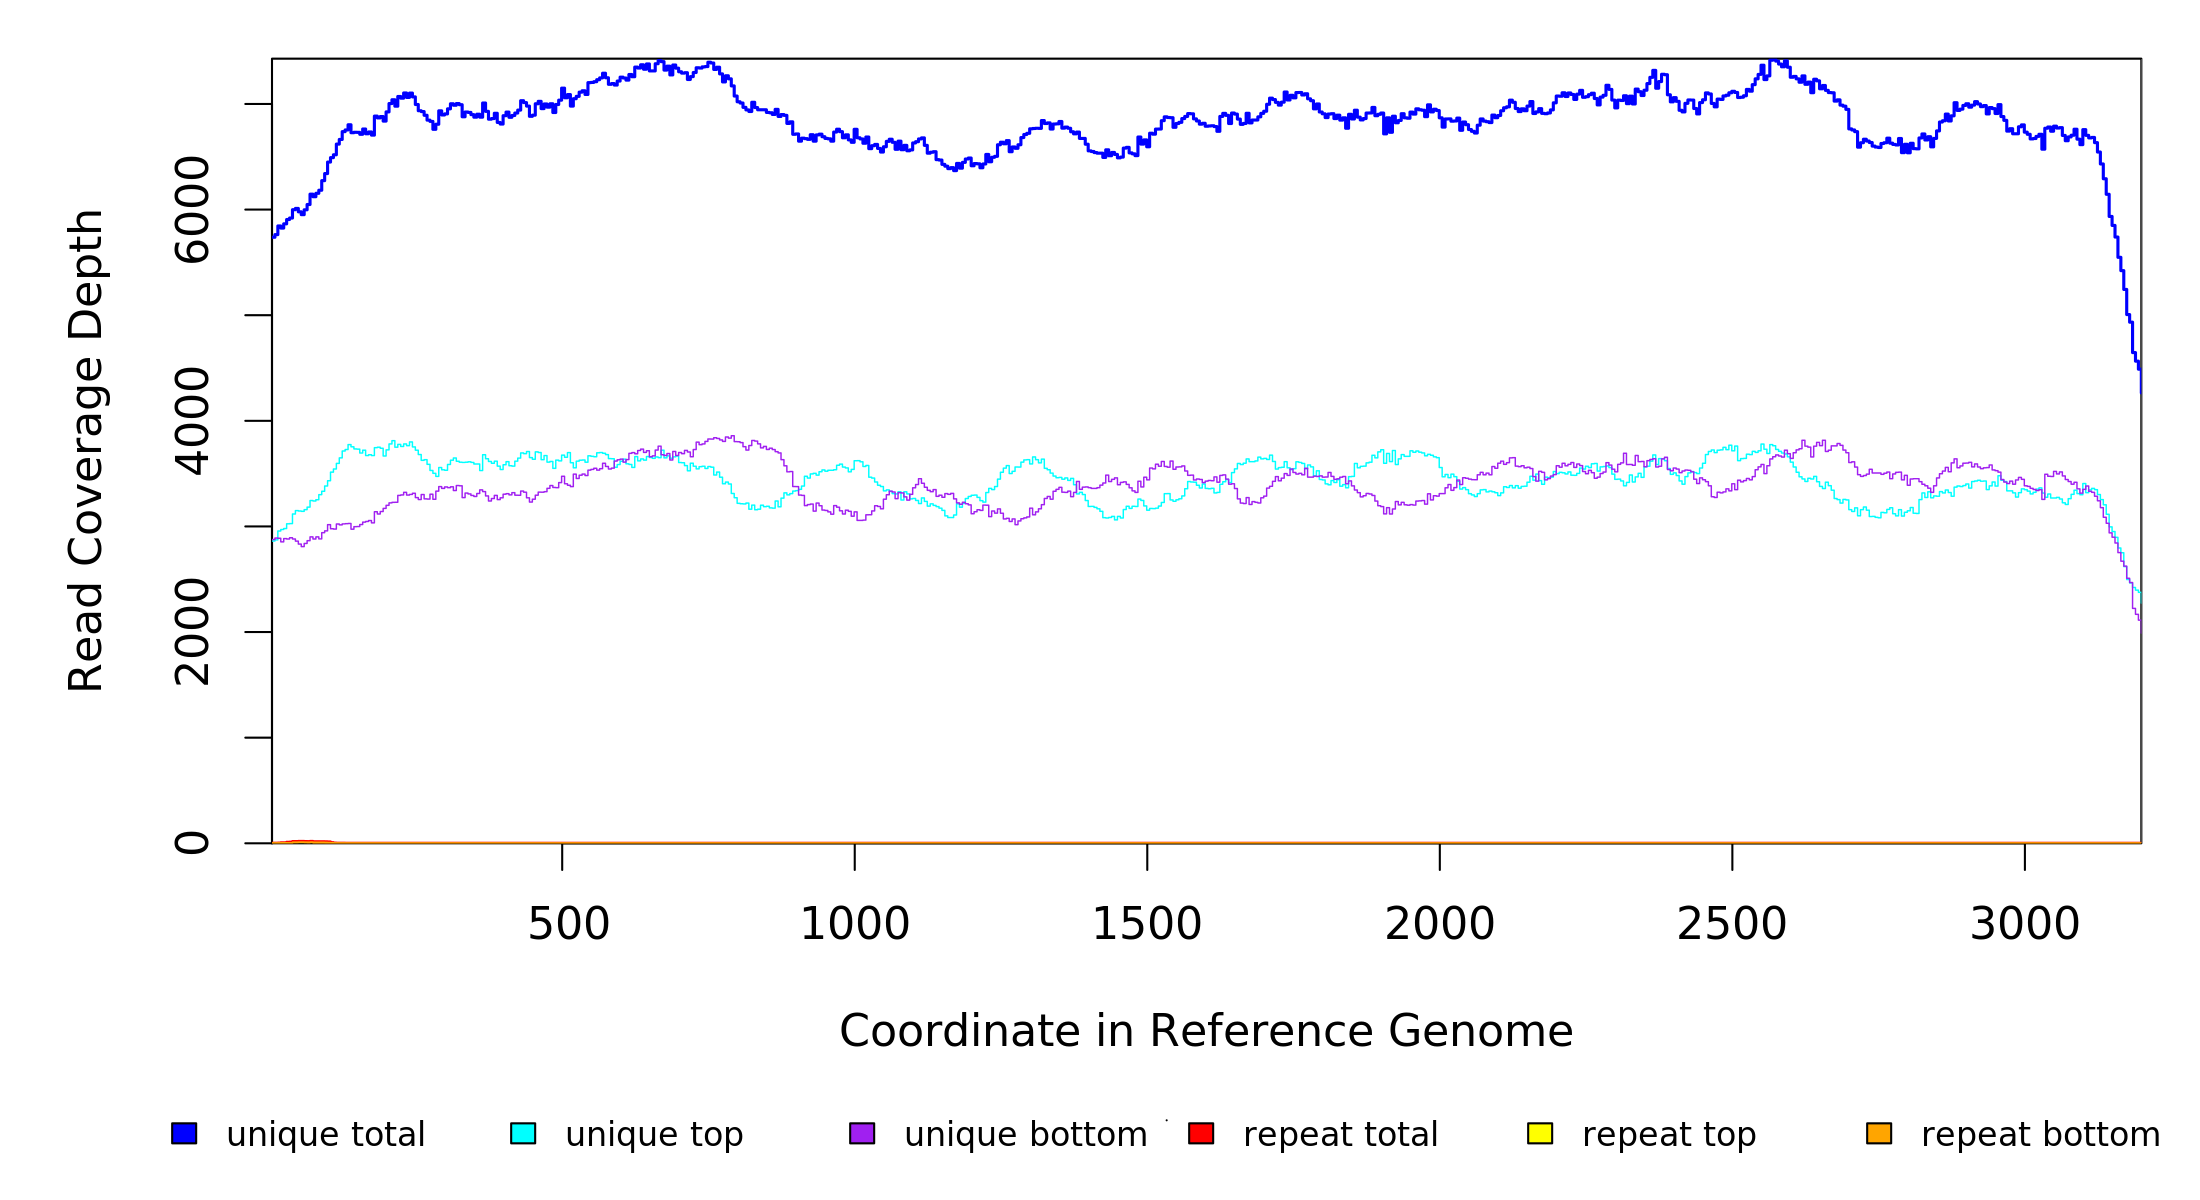 Read Coverage Depth
6000
4000
2000
0
500 1000 1500 2000 2500 3000
Coordinate in Reference Genome
unique total unique top unique bottom repeat total repeat top repeat bottom